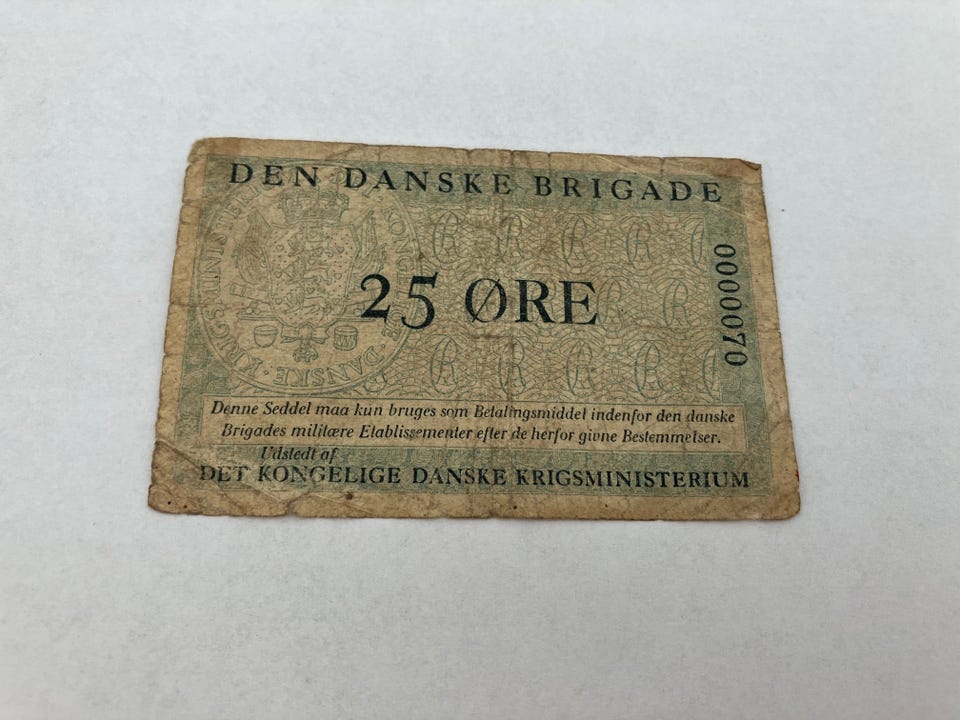 DEN DANSKE BRIGADE
25 ØRE
0000070
Denne Seddel maa kun bruges som Betalingsmiddel indenfor den danske
Brigades militære Etablissementer efter de herfor givne Bestemmelser.
Udstedt af
DET KONGELIGE DANSKE KRIGSMINISTERIUM